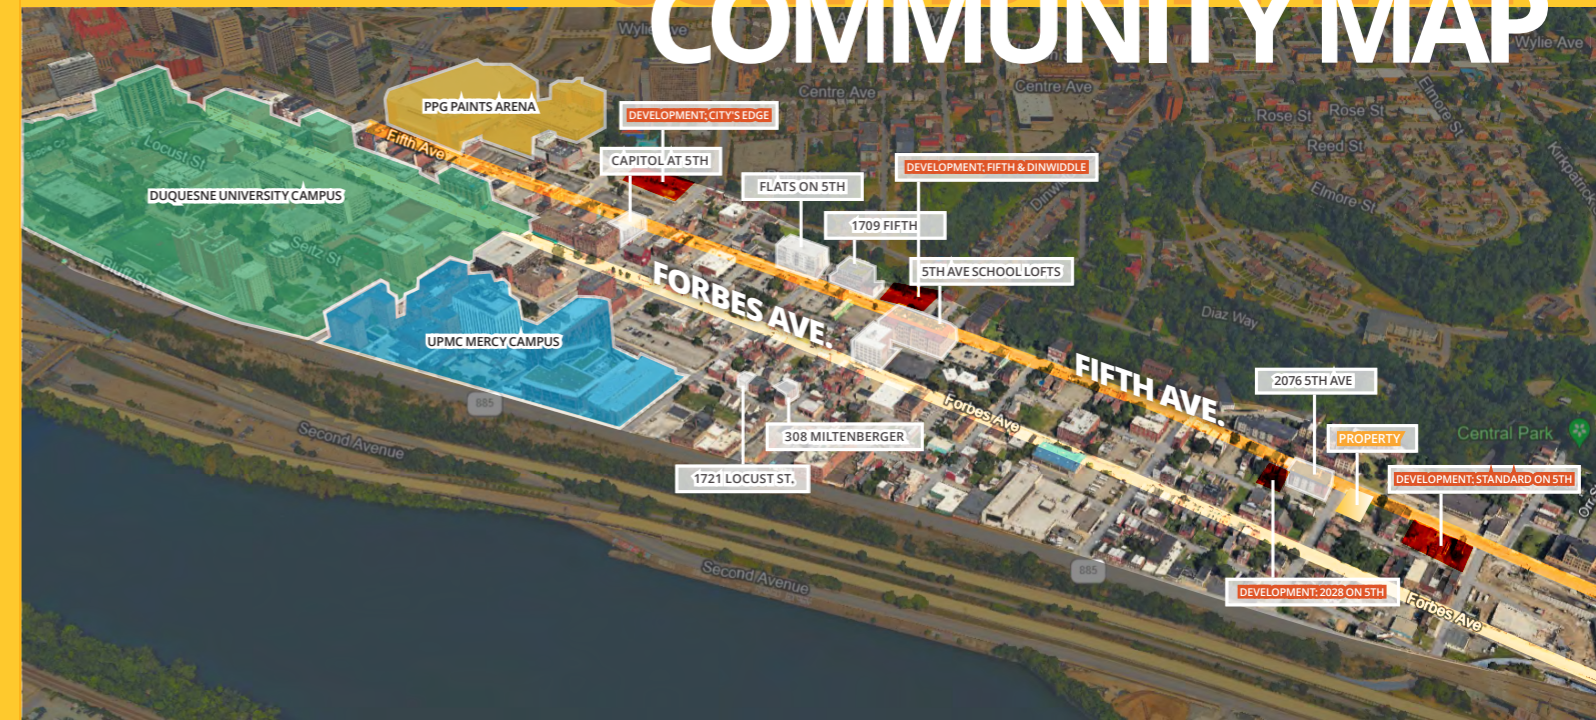 COMMUNITY MAP
Wylie Ave
Wylie Ave
Centre Ave
Centre Ave
PPG PAINTS ARENA
DEVELOPMENT: CITY'S EDGE
Elmore St
Rose St
Rose St
Fifth Ave
Locust St
CAPITOL AT 5TH
DEVELOPMENT: FIFTH & DINWIDDLE
Reed St
DUQUESNE UNIVERSITY CAMPUS
FLATS ON 5TH
Elmore St
1709 FIFTH
Seitz St
Bluff St
5TH AVE SCHOOL LOFTS
FORBES AVE.
Diaz Way
UPMC MERCY CAMPUS
FIFTH AVE.
2076 5TH AVE
885
Forbes Ave
308 MILTENBERGER
PROPERTY
Central Park
Second Avenue
1721 LOCUST ST.
DEVELOPMENT: STANDARD ON 5TH
885
Second Avenue
DEVELOPMENT: 2028 ON 5TH
Forbes Ave